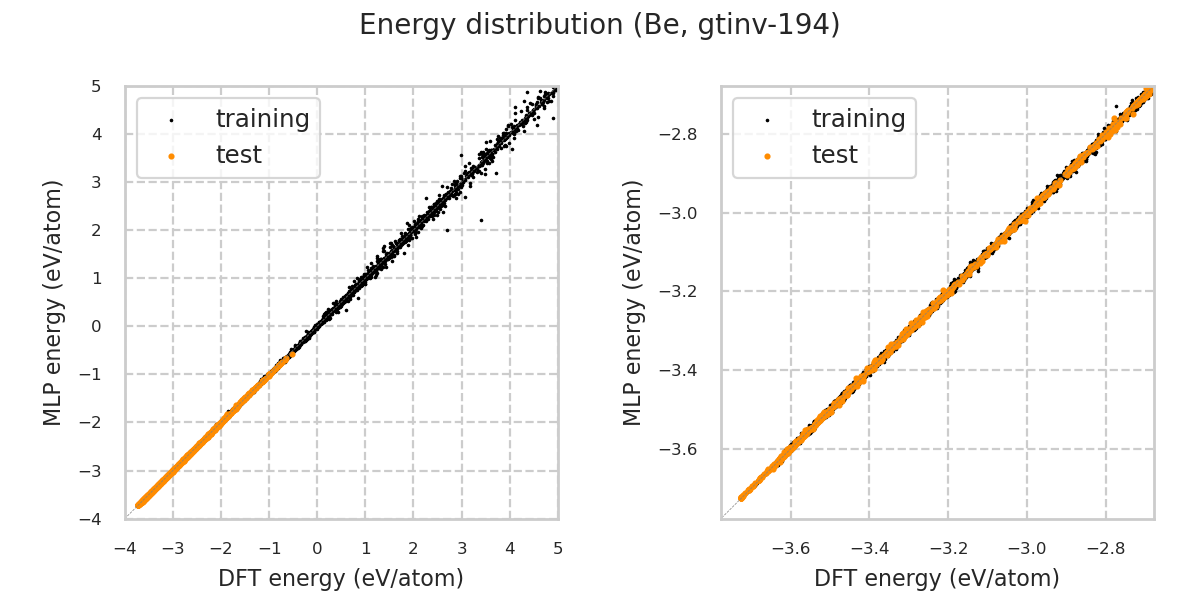 Energy distribution (Be, gtinv-194)
training
test
MLP energy (eV/atom)
5
4
3
2
1
0
−1
−2
−3
−4
−4 −3 −2 −1 0 1 2 3 4 5
DFT energy (eV/atom)
training
test
MLP energy (eV/atom)
−2.8
−3.0
−3.2
−3.4
−3.6
−3.6 −3.4 −3.2 −3.0 −2.8
DFT energy (eV/atom)